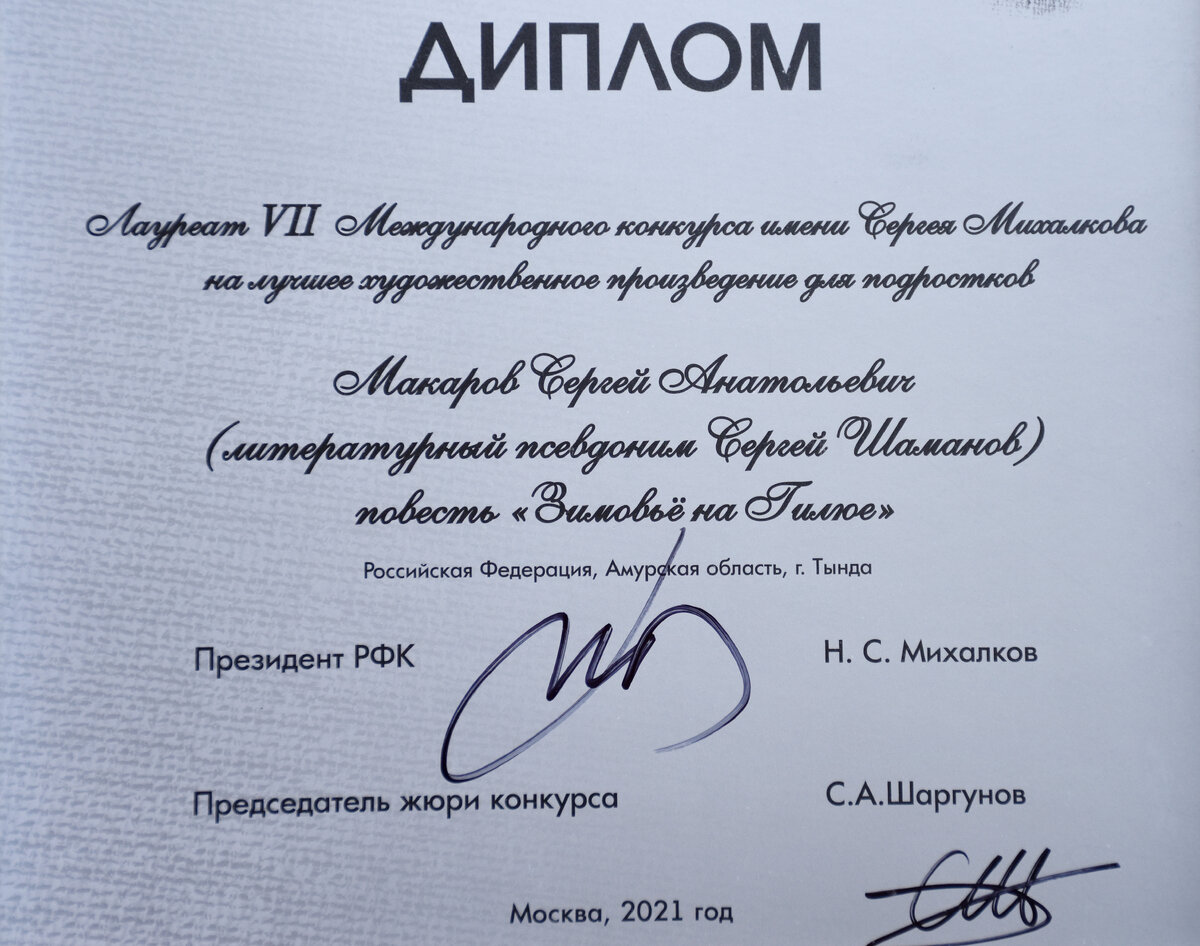 ДИПЛОМ
Лауреат VII Международного конкурса имени Сергея Михалкова
на лучшее художественное произведение для подростков
Макаров Сергей Анатольевич
(литературный псевдоним Сергей Шаманов)
повесть «Зимовьё на Гилюе»
Российская Федерация, Амурская область, г. Тында
Президент РФК Н. С. Михалков
Председатель жюри конкурса С.А.Шаргунов
Москва, 2021 год